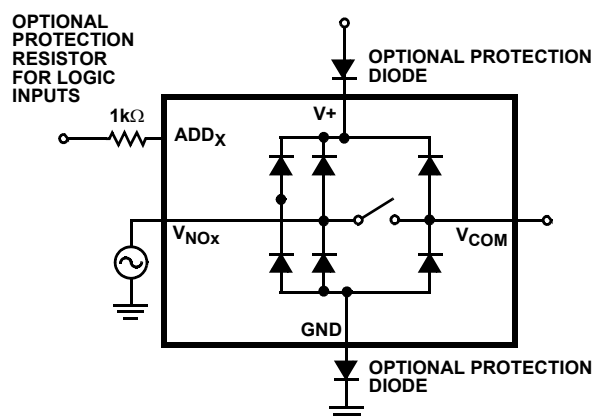 OPTIONAL
PROTECTION
RESISTOR
FOR LOGIC
INPUTS
OPTIONAL PROTECTION
DIODE
1kΩ
V+
ADDX
VNOx
VCOM
GND
OPTIONAL PROTECTION
DIODE